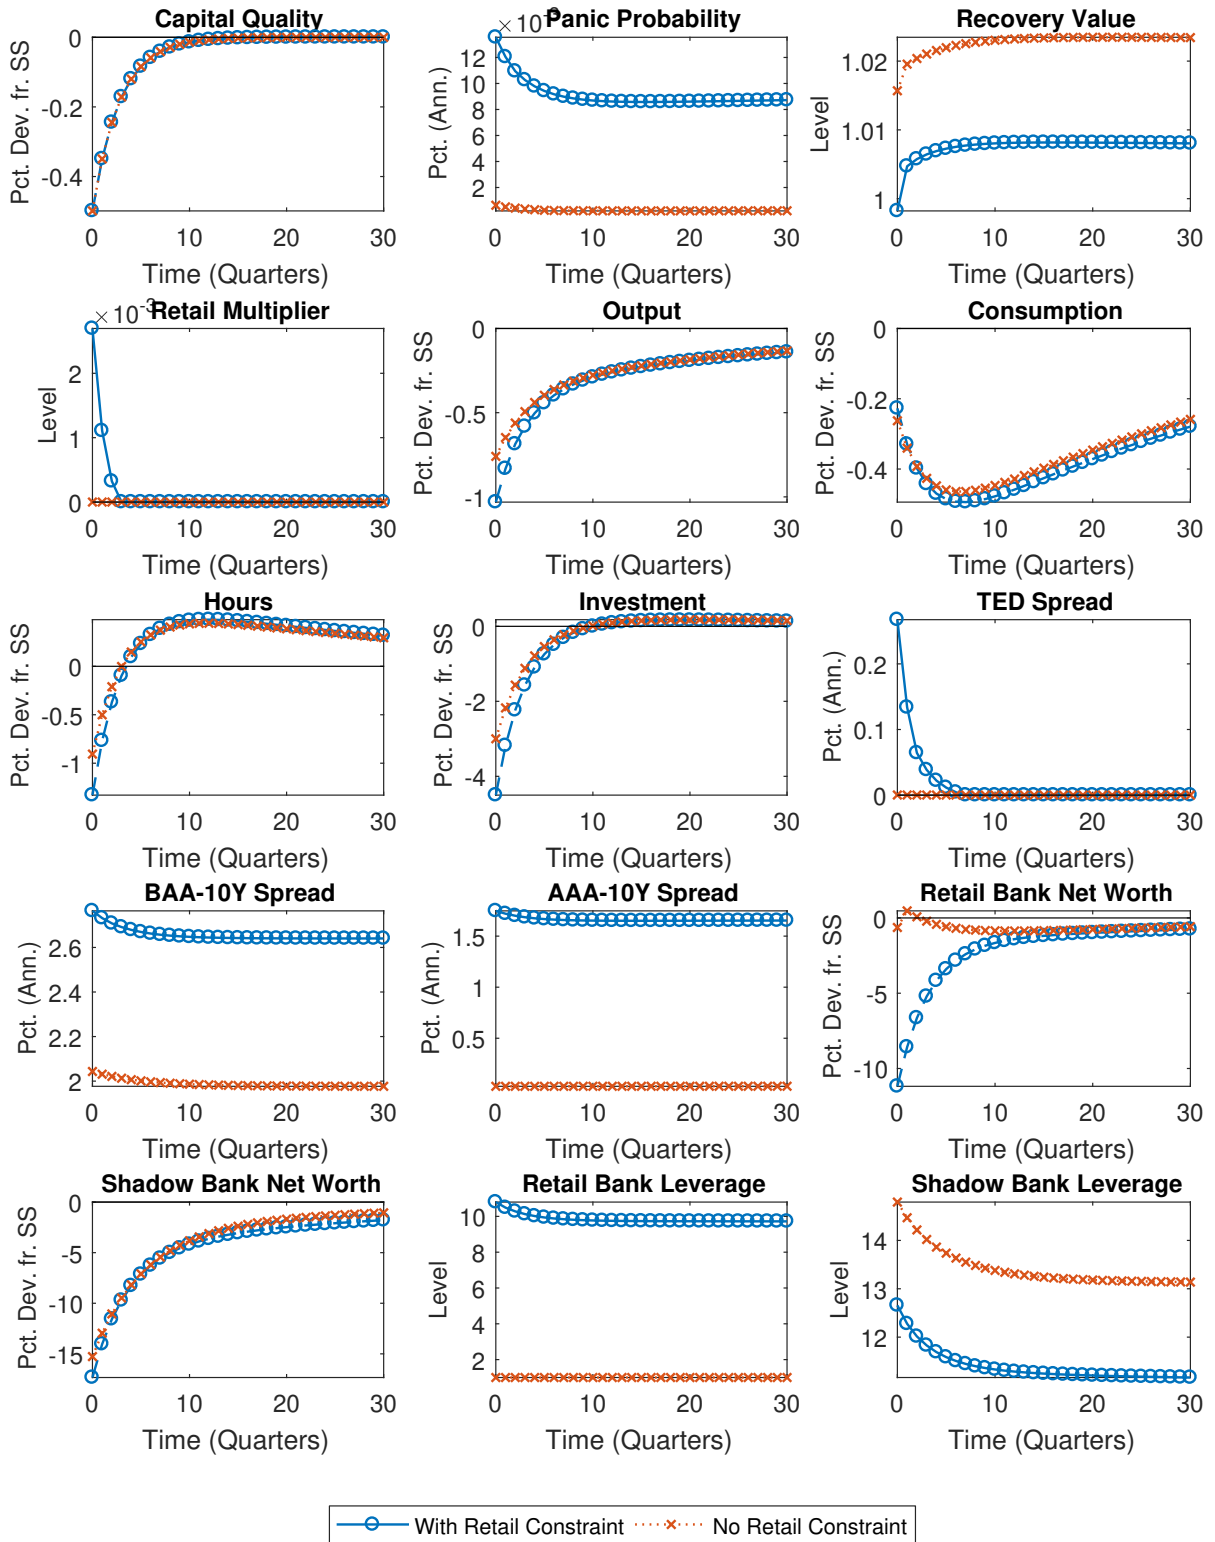 Capital Quality
Pct. Dev. fr. SS
0
-0.2
-0.4
0 10 20 30
Time (Quarters)
Panic Probability
× 10
Pct. (Ann.)
12
10
8
6
4
2
0 10 20 30
Time (Quarters)
Recovery Value
Level
1.02
1.01
1
0 10 20 30
Time (Quarters)
Retail Multiplier
× 10-3
Level
2
1
0
0 10 20 30
Time (Quarters)
Output
Pct. Dev. fr. SS
0
-0.5
-1
0 10 20 30
Time (Quarters)
Consumption
Pct. Dev. fr. SS
0
-0.2
-0.4
0 10 20 30
Time (Quarters)
Hours
Pct. Dev. fr. SS
0
-0.5
-1
0 10 20 30
Time (Quarters)
Investment
Pct. Dev. fr. SS
0
-2
-4
0 10 20 30
Time (Quarters)
TED Spread
Pct. (Ann.)
0.2
0.1
0
0 10 20 30
Time (Quarters)
BAA-10Y Spread
Pct. (Ann.)
2.6
2.4
2.2
2
0 10 20 30
Time (Quarters)
AAA-10Y Spread
Pct. (Ann.)
1.5
1
0.5
0 10 20 30
Time (Quarters)
Retail Bank Net Worth
Pct. Dev. fr. SS
0
-5
-10
0 10 20 30
Time (Quarters)
Shadow Bank Net Worth
Pct. Dev. fr. SS
0
-5
-10
-15
0 10 20 30
Time (Quarters)
Retail Bank Leverage
Level
10
8
6
4
2
0 10 20 30
Time (Quarters)
Shadow Bank Leverage
Level
14
13
12
0 10 20 30
Time (Quarters)
With Retail Constraint
No Retail Constraint